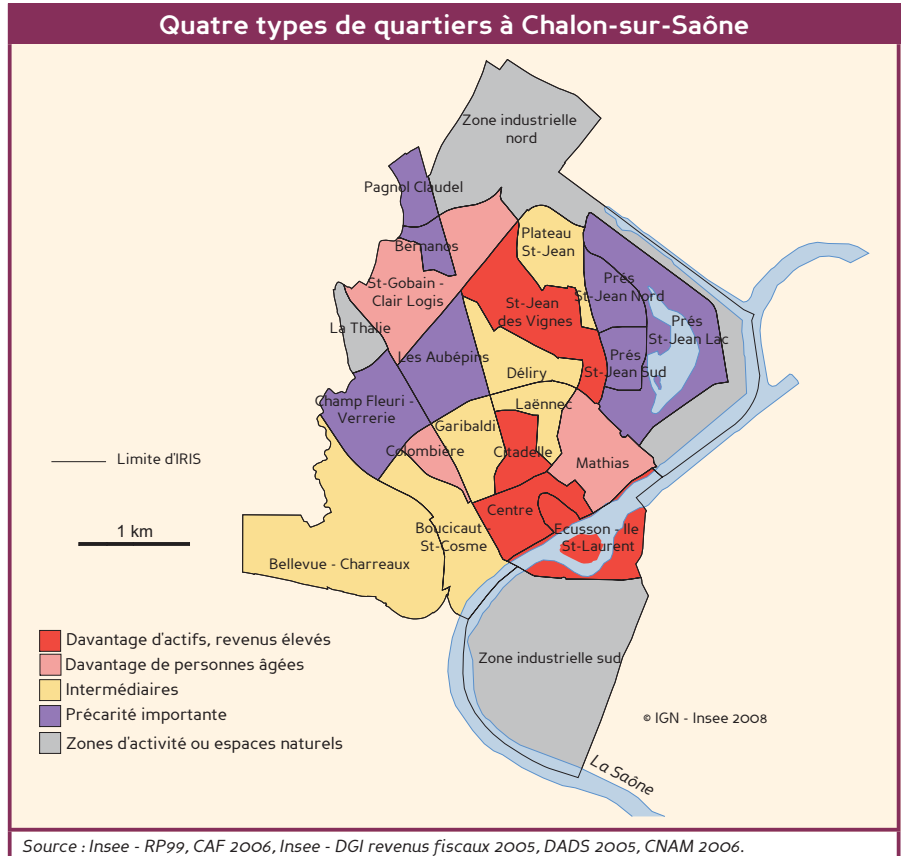 Quatre types de quartiers à Chalon-sur-Saône
Zone industrielle
nord
Pagnol Claudel
Bernanos
Plateau
St-Jean
St-Gobain -
Clair Logis
Prés
St-Jean Nord
St-Jean
des Vignes
Prés
St-Jean Lac
La Thalie
Les Aubépins
Prés
St-Jean Sud
Déliry
Champ Fleuri -
Verrerie
Laënnec
Garibaldi
Colombière
Citadelle
Mathias
Limite d'IRIS
Centre
1 km
Boucicaut -
St-Cosme
Ecusson - Ile
St-Laurent
Bellevue - Charreaux
Davantage d'actifs, revenus élevés
Davantage de personnes âgées
Intermédiaires
Précarité importante
Zones d'activité ou espaces naturels
Zone industrielle sud
© IGN - Insee 2008
La Saône
Source : Insee - RP99, CAF 2006, Insee - DGI revenus fiscaux 2005, DADS 2005, CNAM 2006.